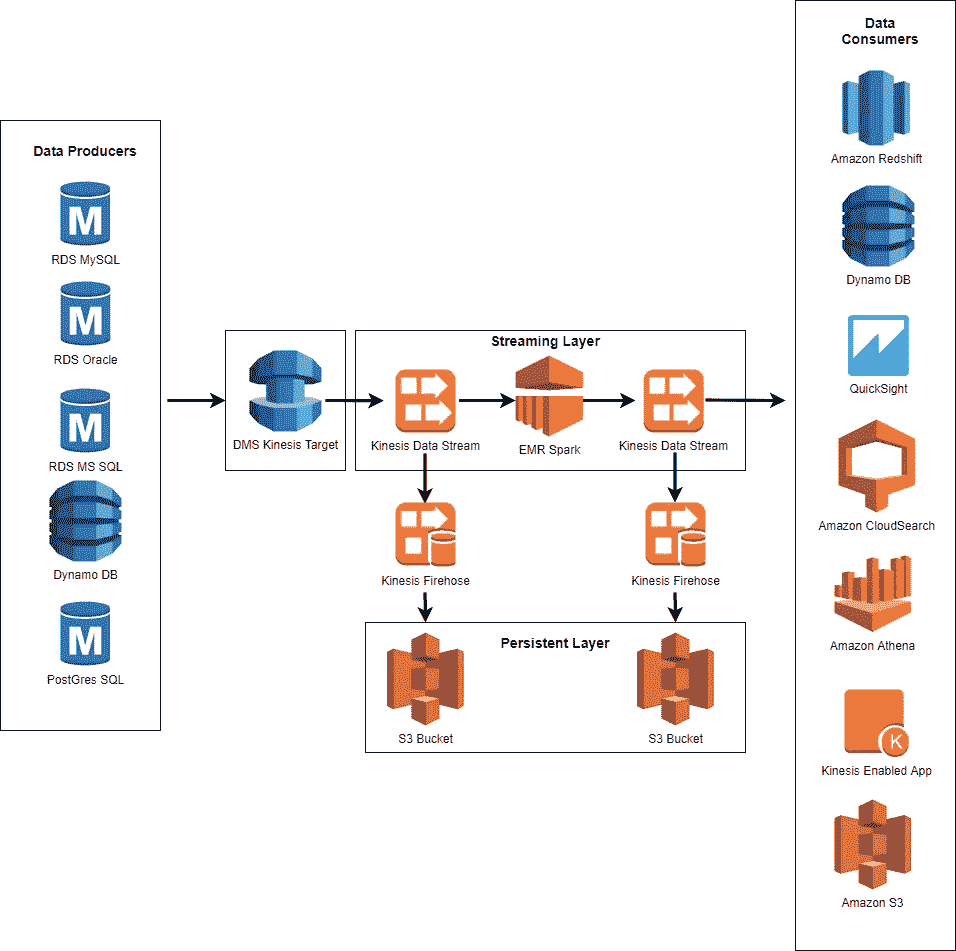 Data Producers
M
RDS MySQL
M
RDS Oracle
M
RDS MS SQL
Dynamo DB
M
PostGres SQL
DMS Kinesis Target
Streaming Layer
Kinesis Data Stream
EMR Spark
Kinesis Data Stream
Kinesis Firehose
Kinesis Firehose
Persistent Layer
S3 Bucket
S3 Bucket
Data
Consumers
Amazon Redshift
Dynamo DB
QuickSight
Amazon CloudSearch
Amazon Athena
K
Kinesis Enabled App
Amazon S3